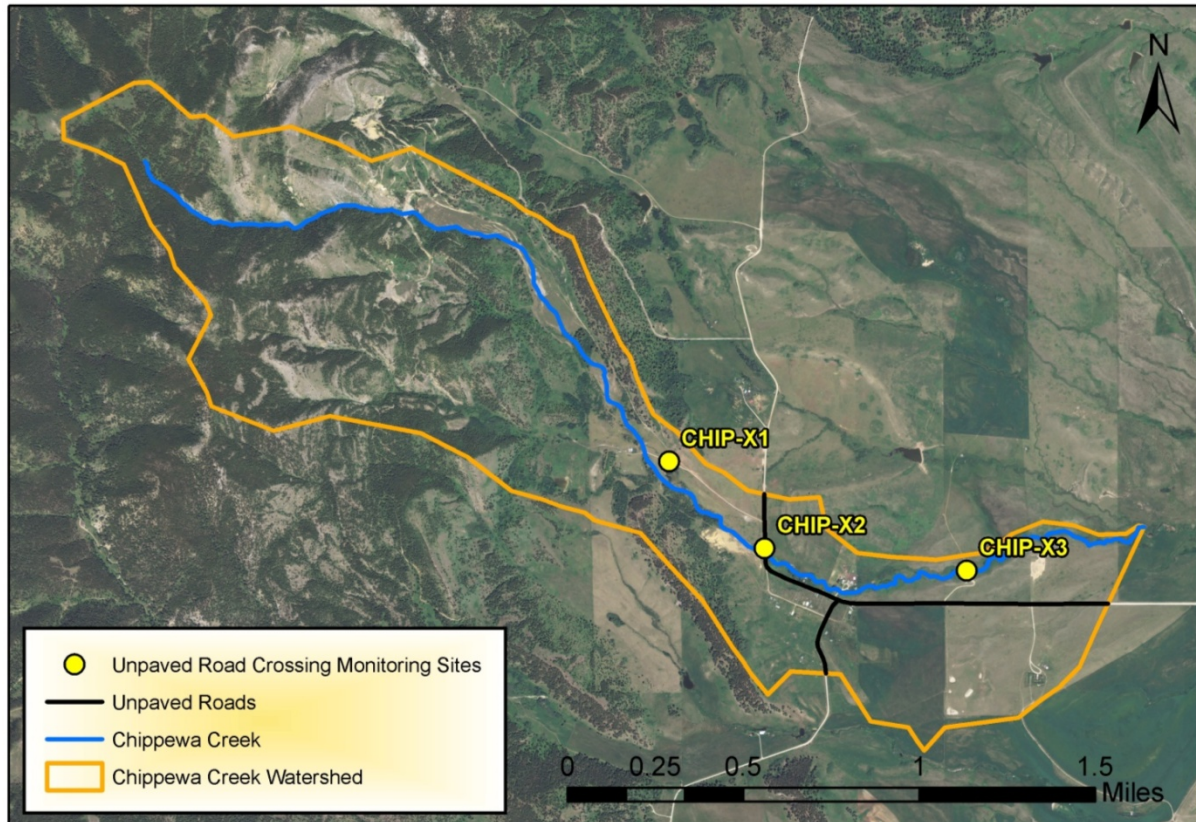 N
CHIP-X1
CHIP-X2
CHIP-X3
Unpaved Road Crossing Monitoring Sites
Unpaved Roads
Chippewa Creek
Chippewa Creek Watershed
0 0.25 0.5 1 1.5
Miles